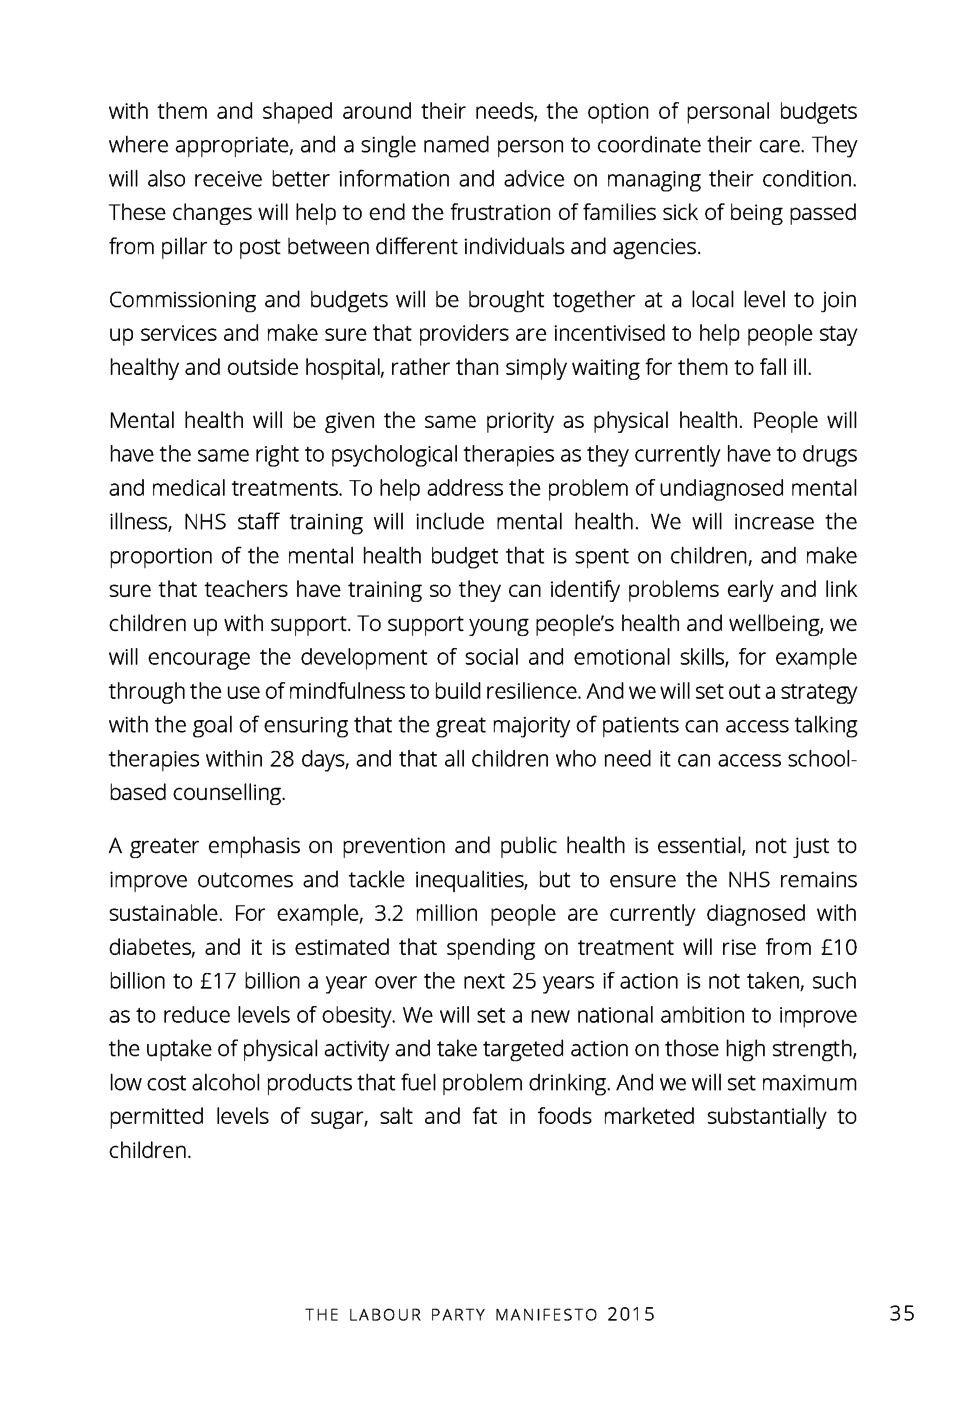 with them and shaped around their needs, the option of personal budgets
where appropriate, and a single named person to coordinate their care. They
will also receive better information and advice on managing their condition.
These changes will help to end the frustration of families sick of being passed
from pillar to post between different individuals and agencies.
Commissioning and budgets will be brought together at a local level to join
up services and make sure that providers are incentivised to help people stay
healthy and outside hospital, rather than simply waiting for them to fall ill.
Mental health will be given the same priority as physical health. People will
have the same right to psychological therapies as they currently have to drugs
and medical treatments. To help address the problem of undiagnosed mental
illness, NHS staff training will include mental health. We will increase the
proportion of the mental health budget that is spent on children, and make
sure that teachers have training so they can identify problems early and link
children up with support. To support young people’s health and wellbeing, we
will encourage the development of social and emotional skills, for example
through the use of mindfulness to build resilience. And we will set out a strategy
with the goal of ensuring that the great majority of patients can access talking
therapies within 28 days, and that all children who need it can access school-
based counselling.
A greater emphasis on prevention and public health is essential, not just to
improve outcomes and tackle inequalities, but to ensure the NHS remains
sustainable. For example, 3.2 million people are currently diagnosed with
diabetes, and it is estimated that spending on treatment will rise from £10
billion to £17 billion a year over the next 25 years if action is not taken, such
as to reduce levels of obesity. We will set a new national ambition to improve
the uptake of physical activity and take targeted action on those high strength,
low cost alcohol products that fuel problem drinking. And we will set maximum
permitted levels of sugar, salt and fat in foods marketed substantially to
children.
THE LABOUR PARTY MANIFESTO 2015 35